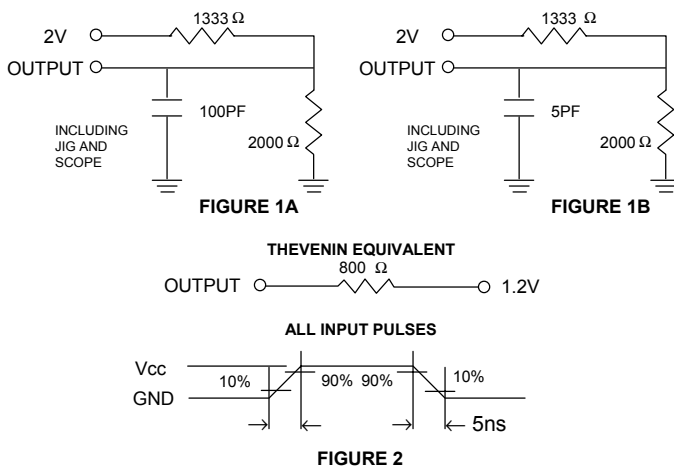 1333 Ω
2V
OUTPUT
100PF
INCLUDING
JIG AND
SCOPE
2000 Ω
FIGURE 1A
1333 Ω
2V
OUTPUT
5PF
INCLUDING
JIG AND
SCOPE
2000 Ω
FIGURE 1B
THEVENIN EQUIVALENT
800 Ω
OUTPUT 1.2V
ALL INPUT PULSES
Vcc
10% 90% 90% 10%
GND
5ns
FIGURE 2